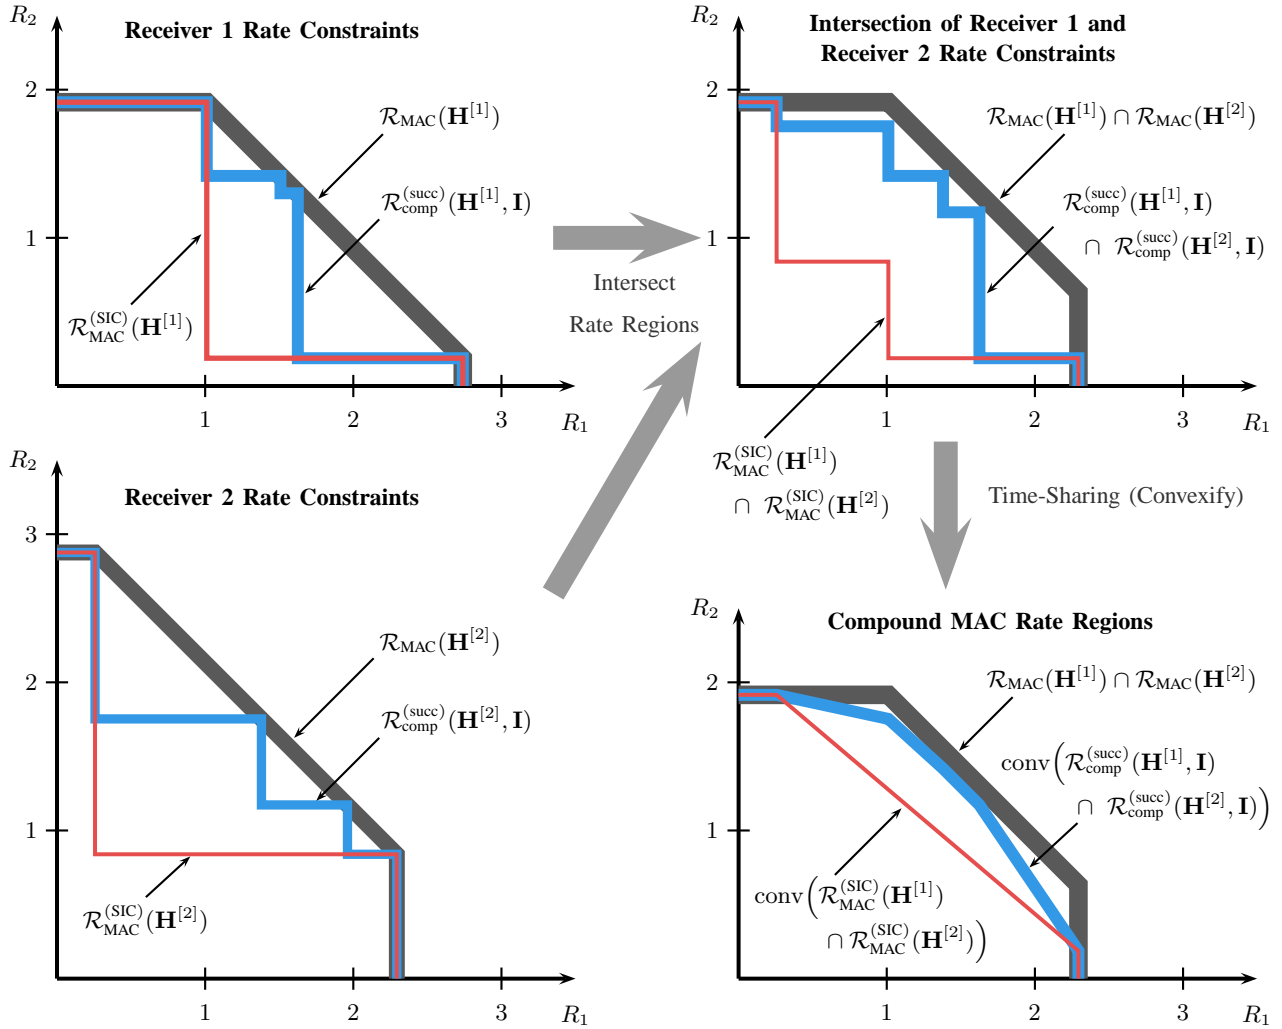 R₂
Receiver 1 Rate Constraints
2
ℛ_MAC(𝐇^[1])
ℛ_comp^(succ)(𝐇^[1], 𝐈)
1
ℛ_MAC^(SIC)(𝐇^[1])
1 2 3
R₁
Intersect
Rate Regions
R₂
Intersection of Receiver 1 and
Receiver 2 Rate Constraints
2
ℛ_MAC(𝐇^[1]) ∩ ℛ_MAC(𝐇^[2])
ℛ_comp^(succ)(𝐇^[1], 𝐈)
∩ ℛ_comp^(succ)(𝐇^[2], 𝐈)
1
1 2 3
R₁
ℛ_MAC^(SIC)(𝐇^[1])
∩ ℛ_MAC^(SIC)(𝐇^[2])
R₂
Receiver 2 Rate Constraints
3
2
ℛ_MAC(𝐇^[2])
ℛ_comp^(succ)(𝐇^[2], 𝐈)
1
ℛ_MAC^(SIC)(𝐇^[2])
1 2 3
R₁
Time-Sharing (Convexify)
R₂
Compound MAC Rate Regions
2
ℛ_MAC(𝐇^[1]) ∩ ℛ_MAC(𝐇^[2])
conv(ℛ_comp^(succ)(𝐇^[1], 𝐈)
∩ ℛ_comp^(succ)(𝐇^[2], 𝐈))
1
conv(ℛ_MAC^(SIC)(𝐇^[1])
∩ ℛ_MAC^(SIC)(𝐇^[2]))
1 2 3
R₁